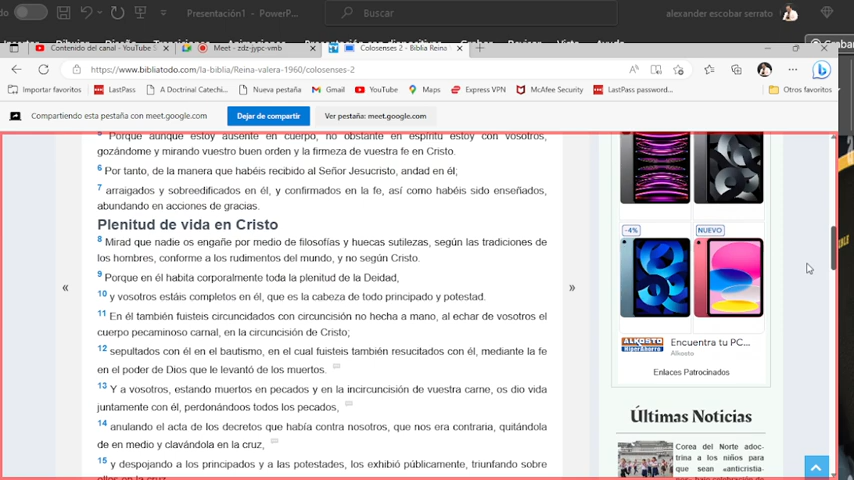 Presentación1 - PowerP...
Buscar
alexander escobar serrato
Contenido del canal - YouTube
Meet - zdz-jypc-vmb
Colosenses 2 - Biblia Reina
https://www.bibliatodo.com/la-biblia/Reina-valera-1960/colosenses-2
Importar favoritos
LastPass
A Doctrinal Catechi...
Nueva pestaña
Gmail
YouTube
Maps
Express VPN
McAfee Security
LastPass password...
Otros favoritos
Compartiendo esta pestaña con meet.google.com
Dejar de compartir
Ver pestaña: meet.google.com
5 Porque aunque estoy ausente en cuerpo, no obstante en espíritu estoy con vosotros,
gozándome y mirando vuestro buen orden y la firmeza de vuestra fe en Cristo.
6 Por tanto, de la manera que habéis recibido al Señor Jesucristo, andad en él;
7 arraigados y sobreedificados en él, y confirmados en la fe, así como habéis sido enseñados,
abundando en acciones de gracias.
Plenitud de vida en Cristo
8 Mirad que nadie os engañe por medio de filosofías y huecas sutilezas, según las tradiciones de
los hombres, conforme a los rudimentos del mundo, y no según Cristo.
9 Porque en él habita corporalmente toda la plenitud de la Deidad,
10 y vosotros estáis completos en él, que es la cabeza de todo principado y potestad.
11 En él también fuisteis circuncidados con circuncisión no hecha a mano, al echar de vosotros el
cuerpo pecaminoso carnal, en la circuncisión de Cristo;
12 sepultados con él en el bautismo, en el cual fuisteis también resucitados con él, mediante la fe
en el poder de Dios que le levantó de los muertos.
13 Y a vosotros, estando muertos en pecados y en la incircuncisión de vuestra carne, os dio vida
juntamente con él, perdonándoos todos los pecados,
14 anulando el acta de los decretos que había contra nosotros, que nos era contraria, quitándola
de en medio y clavándola en la cruz,
15 y despojando a los principados y a las potestades, los exhibió públicamente, triunfando sobre
ellos en la cruz.
«
»
-4%
NUEVO
ALKOSTO
HIPERAHORRO
Encuentra tu PC...
Alkosto
Enlaces Patrocinados
Últimas Noticias
Corea del Norte adoc-
trina a los niños para
que sean «anticristia-